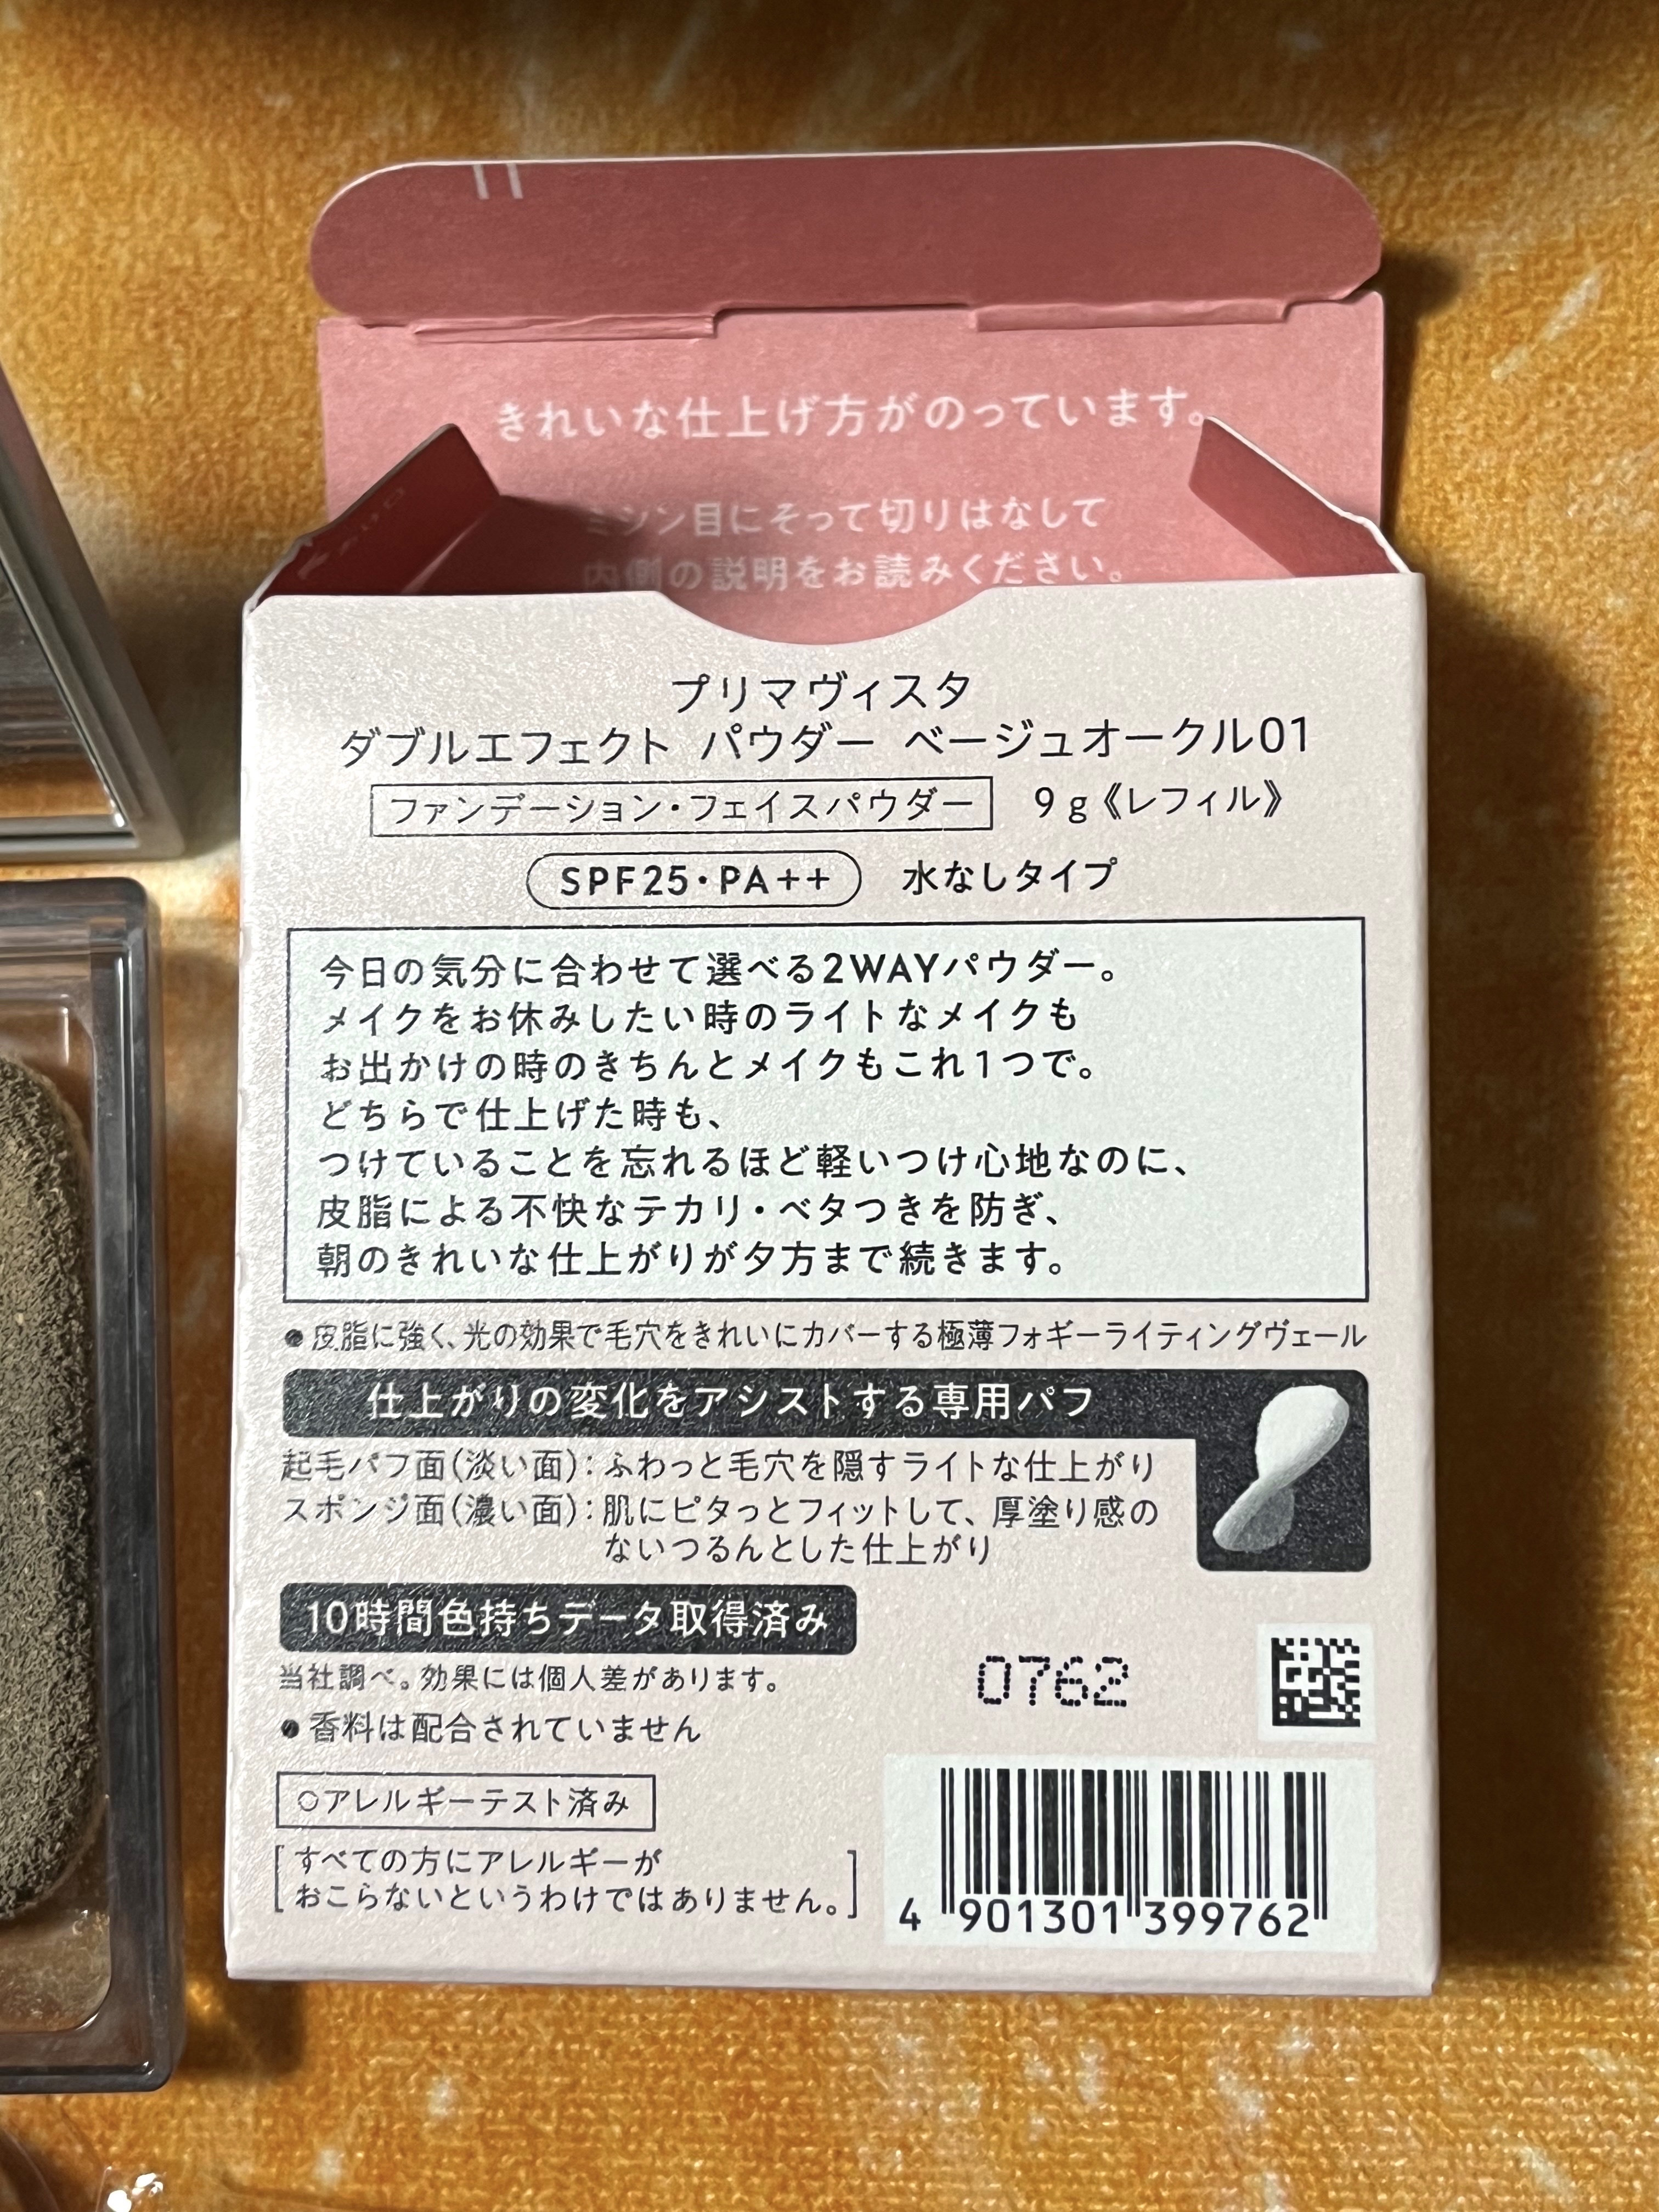 きれいな仕上げ方がのっています。
ミシン目にそって切りはなして
内側の説明をお読みください。
プリマヴィスタ
ダブルエフェクト パウダー ベージュオークル01
ファンデーション・フェイスパウダー 9g《レフィル》
SPF25・PA++ 水なしタイプ
今日の気分に合わせて選べる2WAYパウダー。
メイクをお休みしたい時のライトなメイクも
お出かけの時のきちんとメイクもこれ1つで。
どちらで仕上げた時も、
つけていることを忘れるほど軽いつけ心地なのに、
皮脂による不快なテカリ・ベタつきを防ぎ、
朝のきれいな仕上がりが夕方まで続きます。
●皮脂に強く、光の効果で毛穴をきれいにカバーする極薄フォギーライティングヴェール
仕上がりの変化をアシストする専用パフ
起毛パフ面(淡い面):ふわっと毛穴を隠すライトな仕上がり
スポンジ面(濃い面):肌にピタっとフィットして、厚塗り感の
ないつるんとした仕上がり
10時間色持ちデータ取得済み
当社調べ。効果には個人差があります。
●香料は配合されていません
0762
○アレルギーテスト済み
[すべての方にアレルギーが
おこらないというわけではありません。]
4 901301 399762